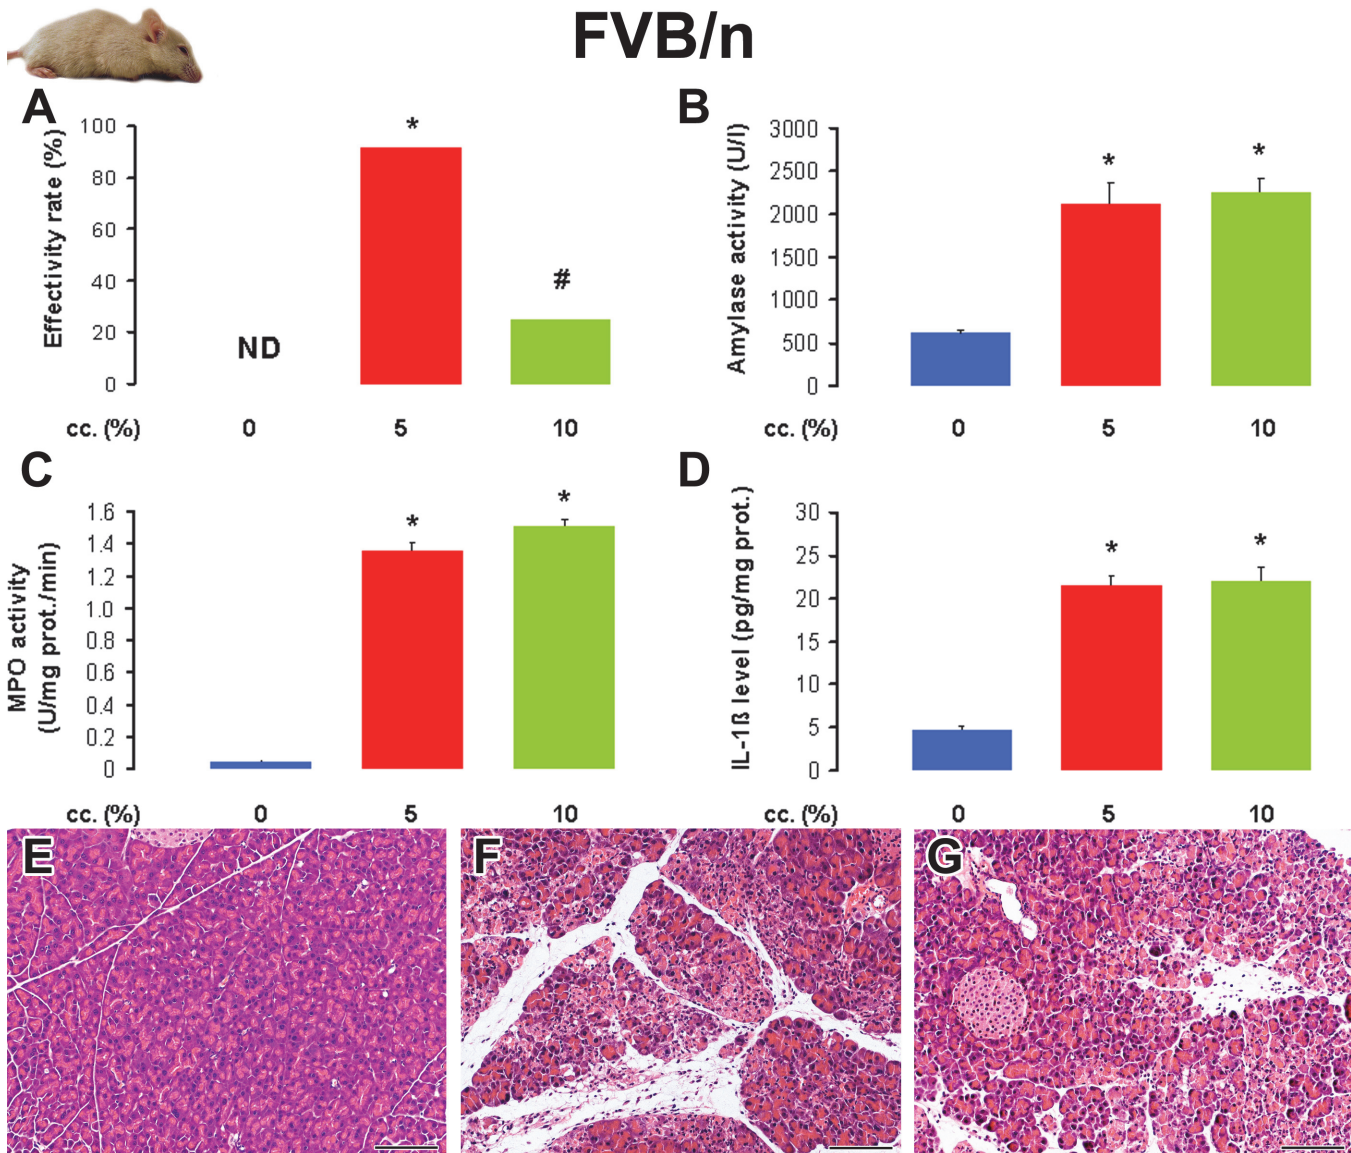 FVB/n
A
Effectivity rate (%)
100
80
60
40
20
0
*
#
ND
cc. (%) 0 5 10
B
Amylase activity (U/l)
3000
2500
2000
1500
1000
500
0
*
*
cc. (%) 0 5 10
C
MPO activity
(U/mg prot./min)
1.6
1.4
1.2
1.0
0.8
0.6
0.4
0.2
0
*
*
cc. (%) 0 5 10
D
IL-1ß level (pg/mg prot.)
30
25
20
15
10
5
0
*
*
cc. (%) 0 5 10
E
F
G